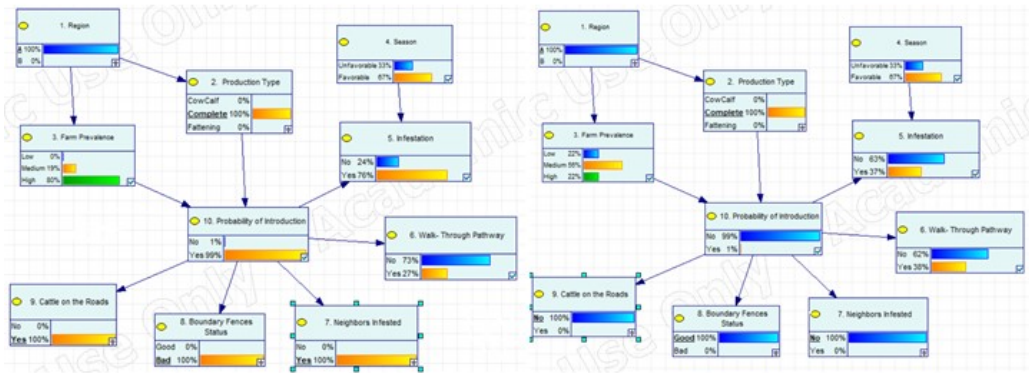 1. Region
A 100%
B 0%
4. Season
Unfavorable 33%
Favorable 67%
2. Production Type
CowCalf 0%
Complete 100%
Fattening 0%
3. Farm Prevalence
Low 0%
Medium 19%
High 80%
5. Infestation
No 24%
Yes 76%
10. Probability of Introduction
No 1%
Yes 99%
6. Walk- Through Pathway
No 73%
Yes 27%
9. Cattle on the Roads
No 0%
Yes 100%
8. Boundary Fences
Status
Good 0%
Bad 100%
7. Neighbors Infested
No 0%
Yes 100%
1. Region
A 100%
B 0%
4. Season
Unfavorable 33%
Favorable 67%
2. Production Type
CowCalf 0%
Complete 100%
Fattening 0%
3. Farm Prevalence
Low 22%
Medium 56%
High 22%
5. Infestation
No 63%
Yes 37%
10. Probability of Introduction
No 99%
Yes 1%
6. Walk- Through Pathway
No 62%
Yes 38%
9. Cattle on the Roads
No 100%
Yes 0%
8. Boundary Fences
Status
Good 100%
Bad 0%
7. Neighbors Infested
No 100%
Yes 0%